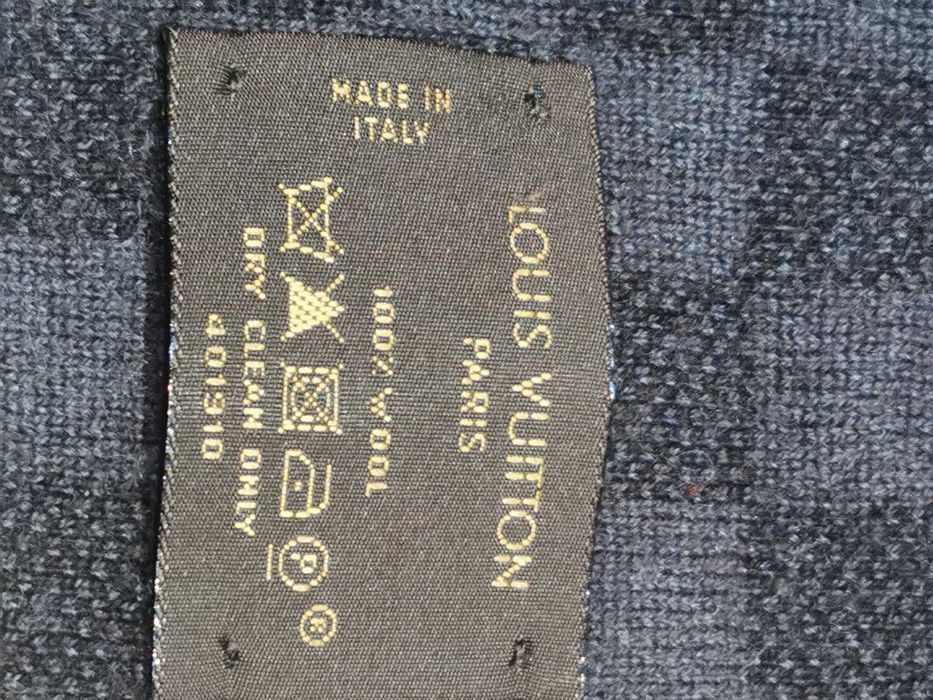 MADE IN
ITALY
LOUIS VUITTON
PARIS
100% WOOL
DRY CLEAN ONLY
401910
P
R